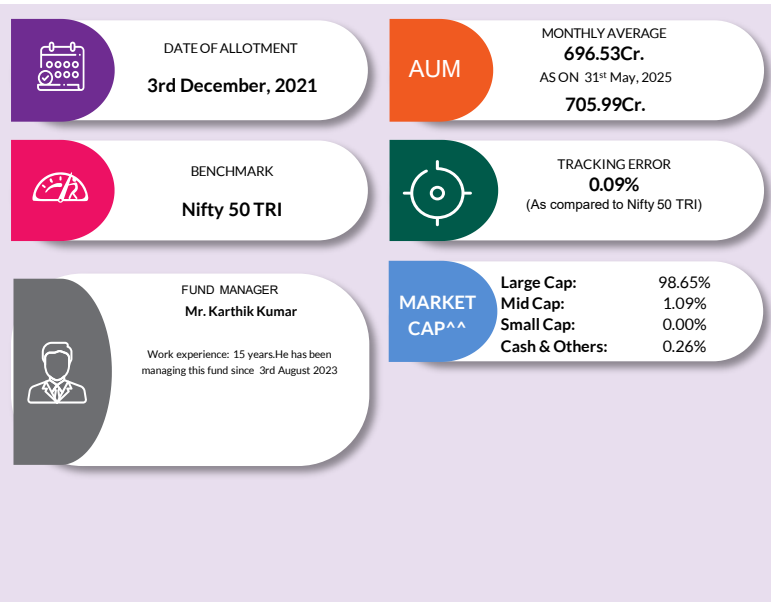 DATE OF ALLOTMENT
3rd December, 2021
AUM
MONTHLY AVERAGE
696.53Cr.
AS ON 31st May, 2025
705.99Cr.
BENCHMARK
Nifty 50 TRI
TRACKING ERROR
0.09%
(As compared to Nifty 50 TRI)
FUND MANAGER
Mr. Karthik Kumar
Work experience: 15 years.He has been
managing this fund since 3rd August 2023
MARKET
CAP^^
Large Cap: 98.65%
Mid Cap: 1.09%
Small Cap: 0.00%
Cash & Others: 0.26%